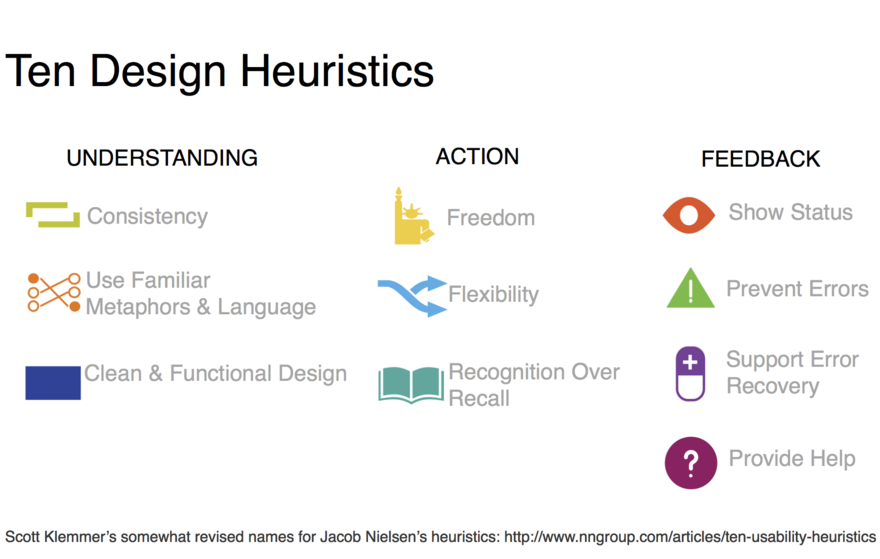 Ten Design Heuristics
UNDERSTANDING
Consistency
Use Familiar
Metaphors & Language
Clean & Functional Design
ACTION
Freedom
Flexibility
Recognition Over
Recall
FEEDBACK
Show Status
Prevent Errors
Support Error
Recovery
Provide Help
Scott Klemmer's somewhat revised names for Jacob Nielsen's heuristics: http://www.nngroup.com/articles/ten-usability-heuristics